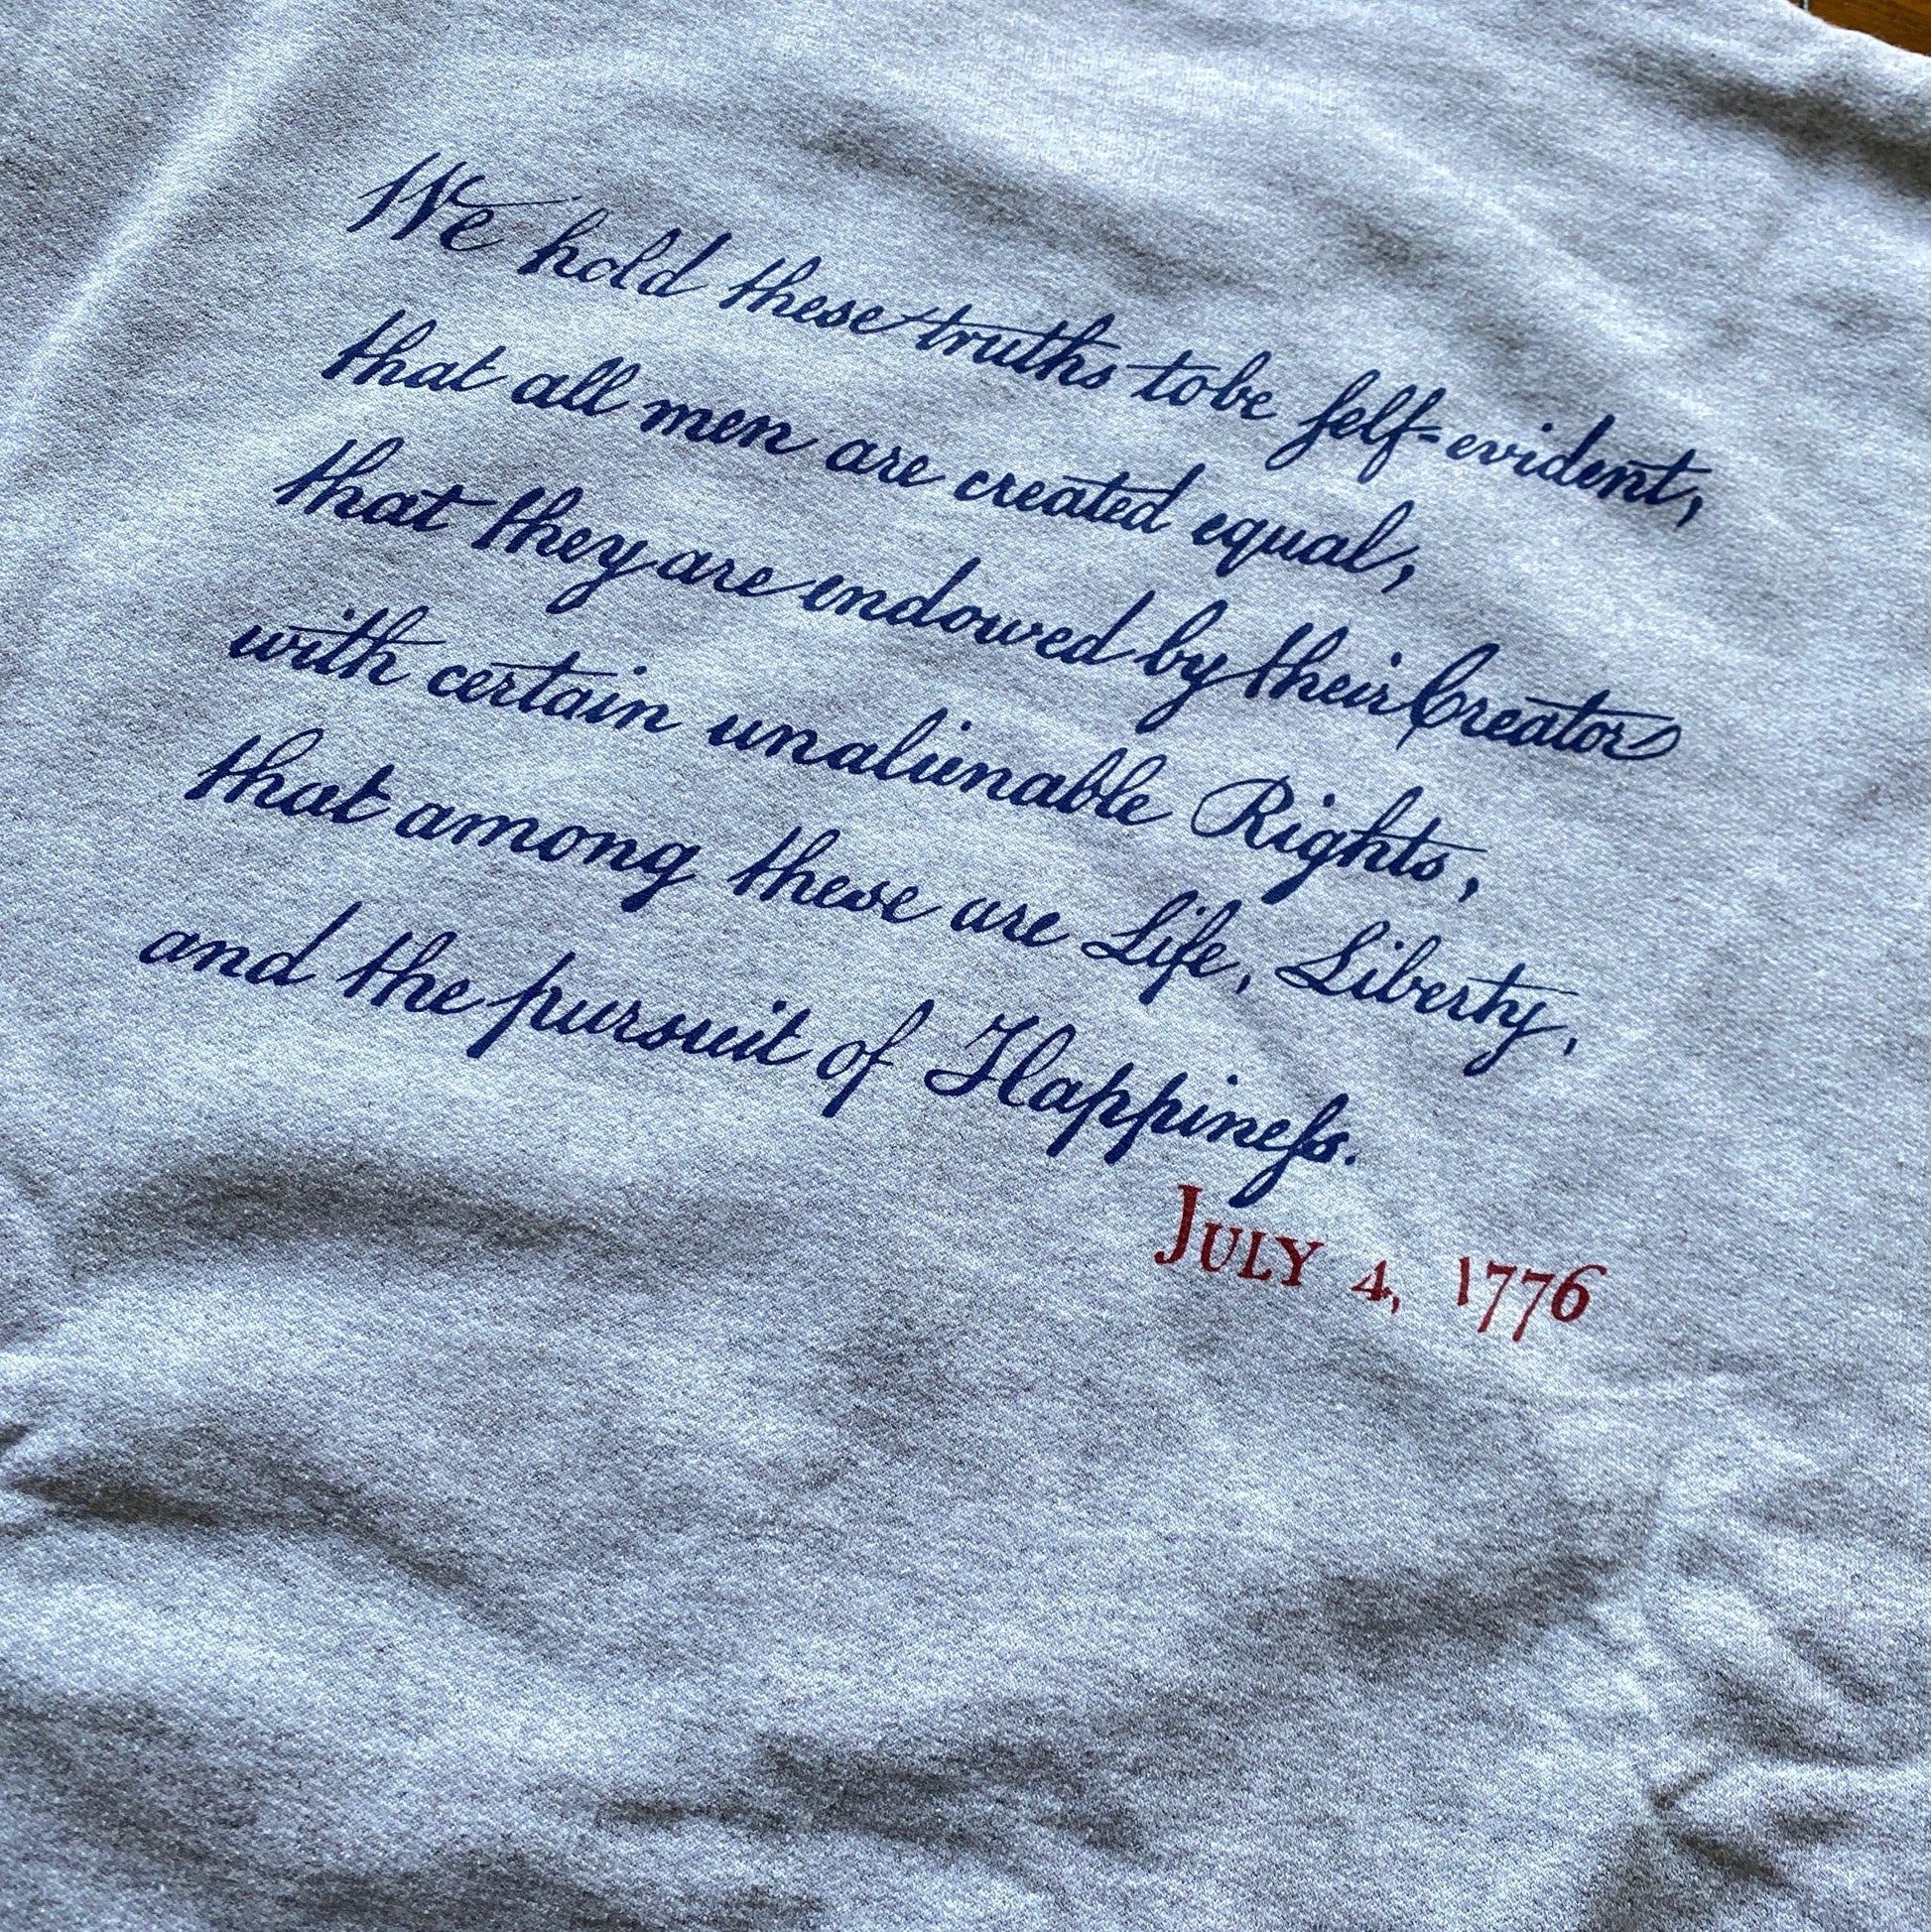 We hold these truths to be ſelf-evident,
that all men are created equal,
that they are endowed by their Creator
with certain unalienable Rights,
that among these are Life, Liberty,
and the pursuit of Happineſs.
July 4, 1776